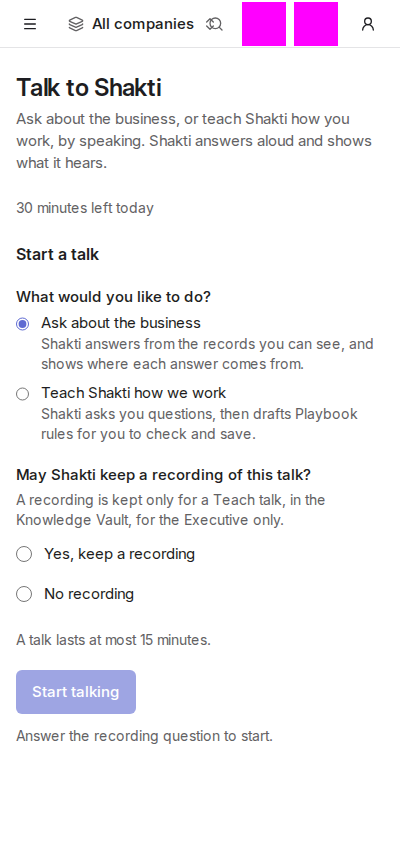 All companies
Talk to Shakti
Ask about the business, or teach Shakti how you
work, by speaking. Shakti answers aloud and shows
what it hears.
30 minutes left today
Start a talk
What would you like to do?
Ask about the business
Shakti answers from the records you can see, and
shows where each answer comes from.
Teach Shakti how we work
Shakti asks you questions, then drafts Playbook
rules for you to check and save.
May Shakti keep a recording of this talk?
A recording is kept only for a Teach talk, in the
Knowledge Vault, for the Executive only.
Yes, keep a recording
No recording
A talk lasts at most 15 minutes.
Start talking
Answer the recording question to start.